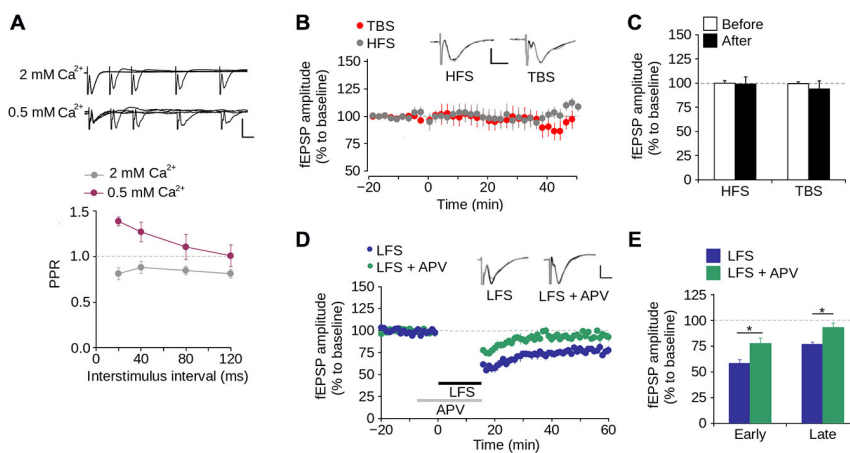 A
2 mM Ca²⁺
0.5 mM Ca²⁺
2 mM Ca²⁺
0.5 mM Ca²⁺
PPR
1.5
1.0
0.5
0
0 40 80 120
Interstimulus interval (ms)
B
TBS
HFS
HFS TBS
fEPSP amplitude
(% to baseline)
150
125
100
75
50
−20 0 20 40
Time (min)
C
Before
After
fEPSP amplitude
(% to baseline)
150
125
100
75
50
25
0
HFS TBS
D
LFS
LFS + APV
LFS LFS + APV
fEPSP amplitude
(% to baseline)
125
100
75
50
25
0
LFS
APV
−20 0 20 40 60
Time (min)
E
LFS
LFS + APV
fEPSP amplitude
(% to baseline)
125
100
75
50
25
0
* *
Early Late